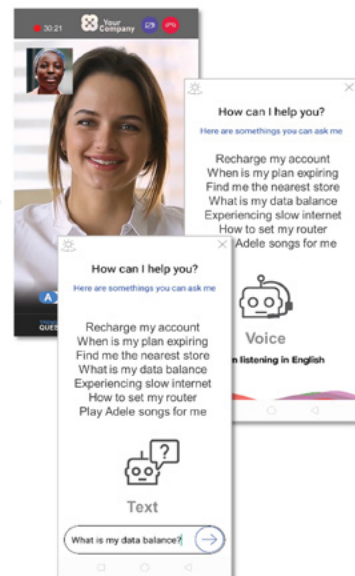 30:21
Your
Company
A
QUE
How can I help you?
Here are somethings you can ask me
Recharge my account
When is my plan expiring
Find me the nearest store
What is my data balance
Experiencing slow internet
How to set my router
Adele songs for me
Voice
listening in English
How can I help you?
Here are somethings you can ask me
Recharge my account
When is my plan expiring
Find me the nearest store
What is my data balance
Experiencing slow internet
How to set my router
Play Adele songs for me
?
Text
What is my data balance?